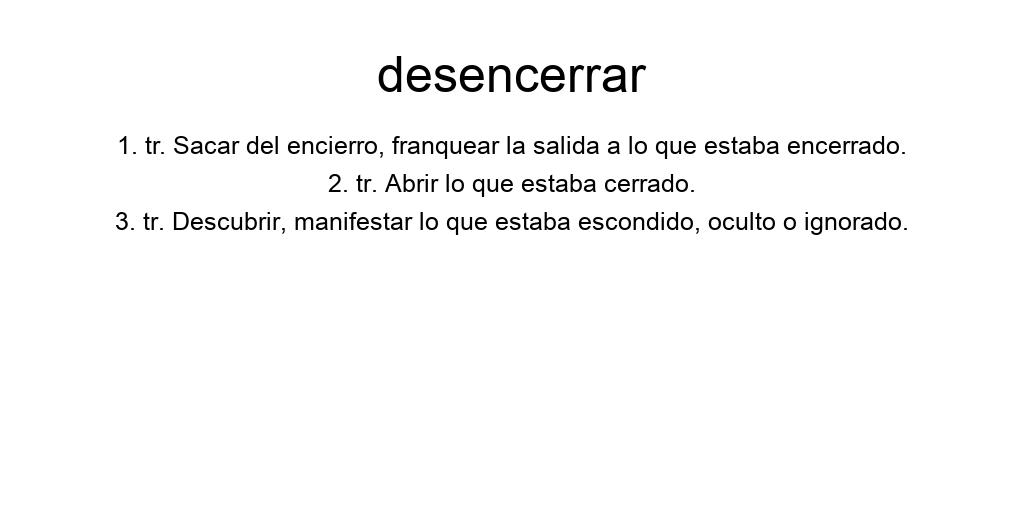 desencerrar
1. tr. Sacar del encierro, franquear la salida a lo que estaba encerrado.
2. tr. Abrir lo que estaba cerrado.
3. tr. Descubrir, manifestar lo que estaba escondido, oculto o ignorado.